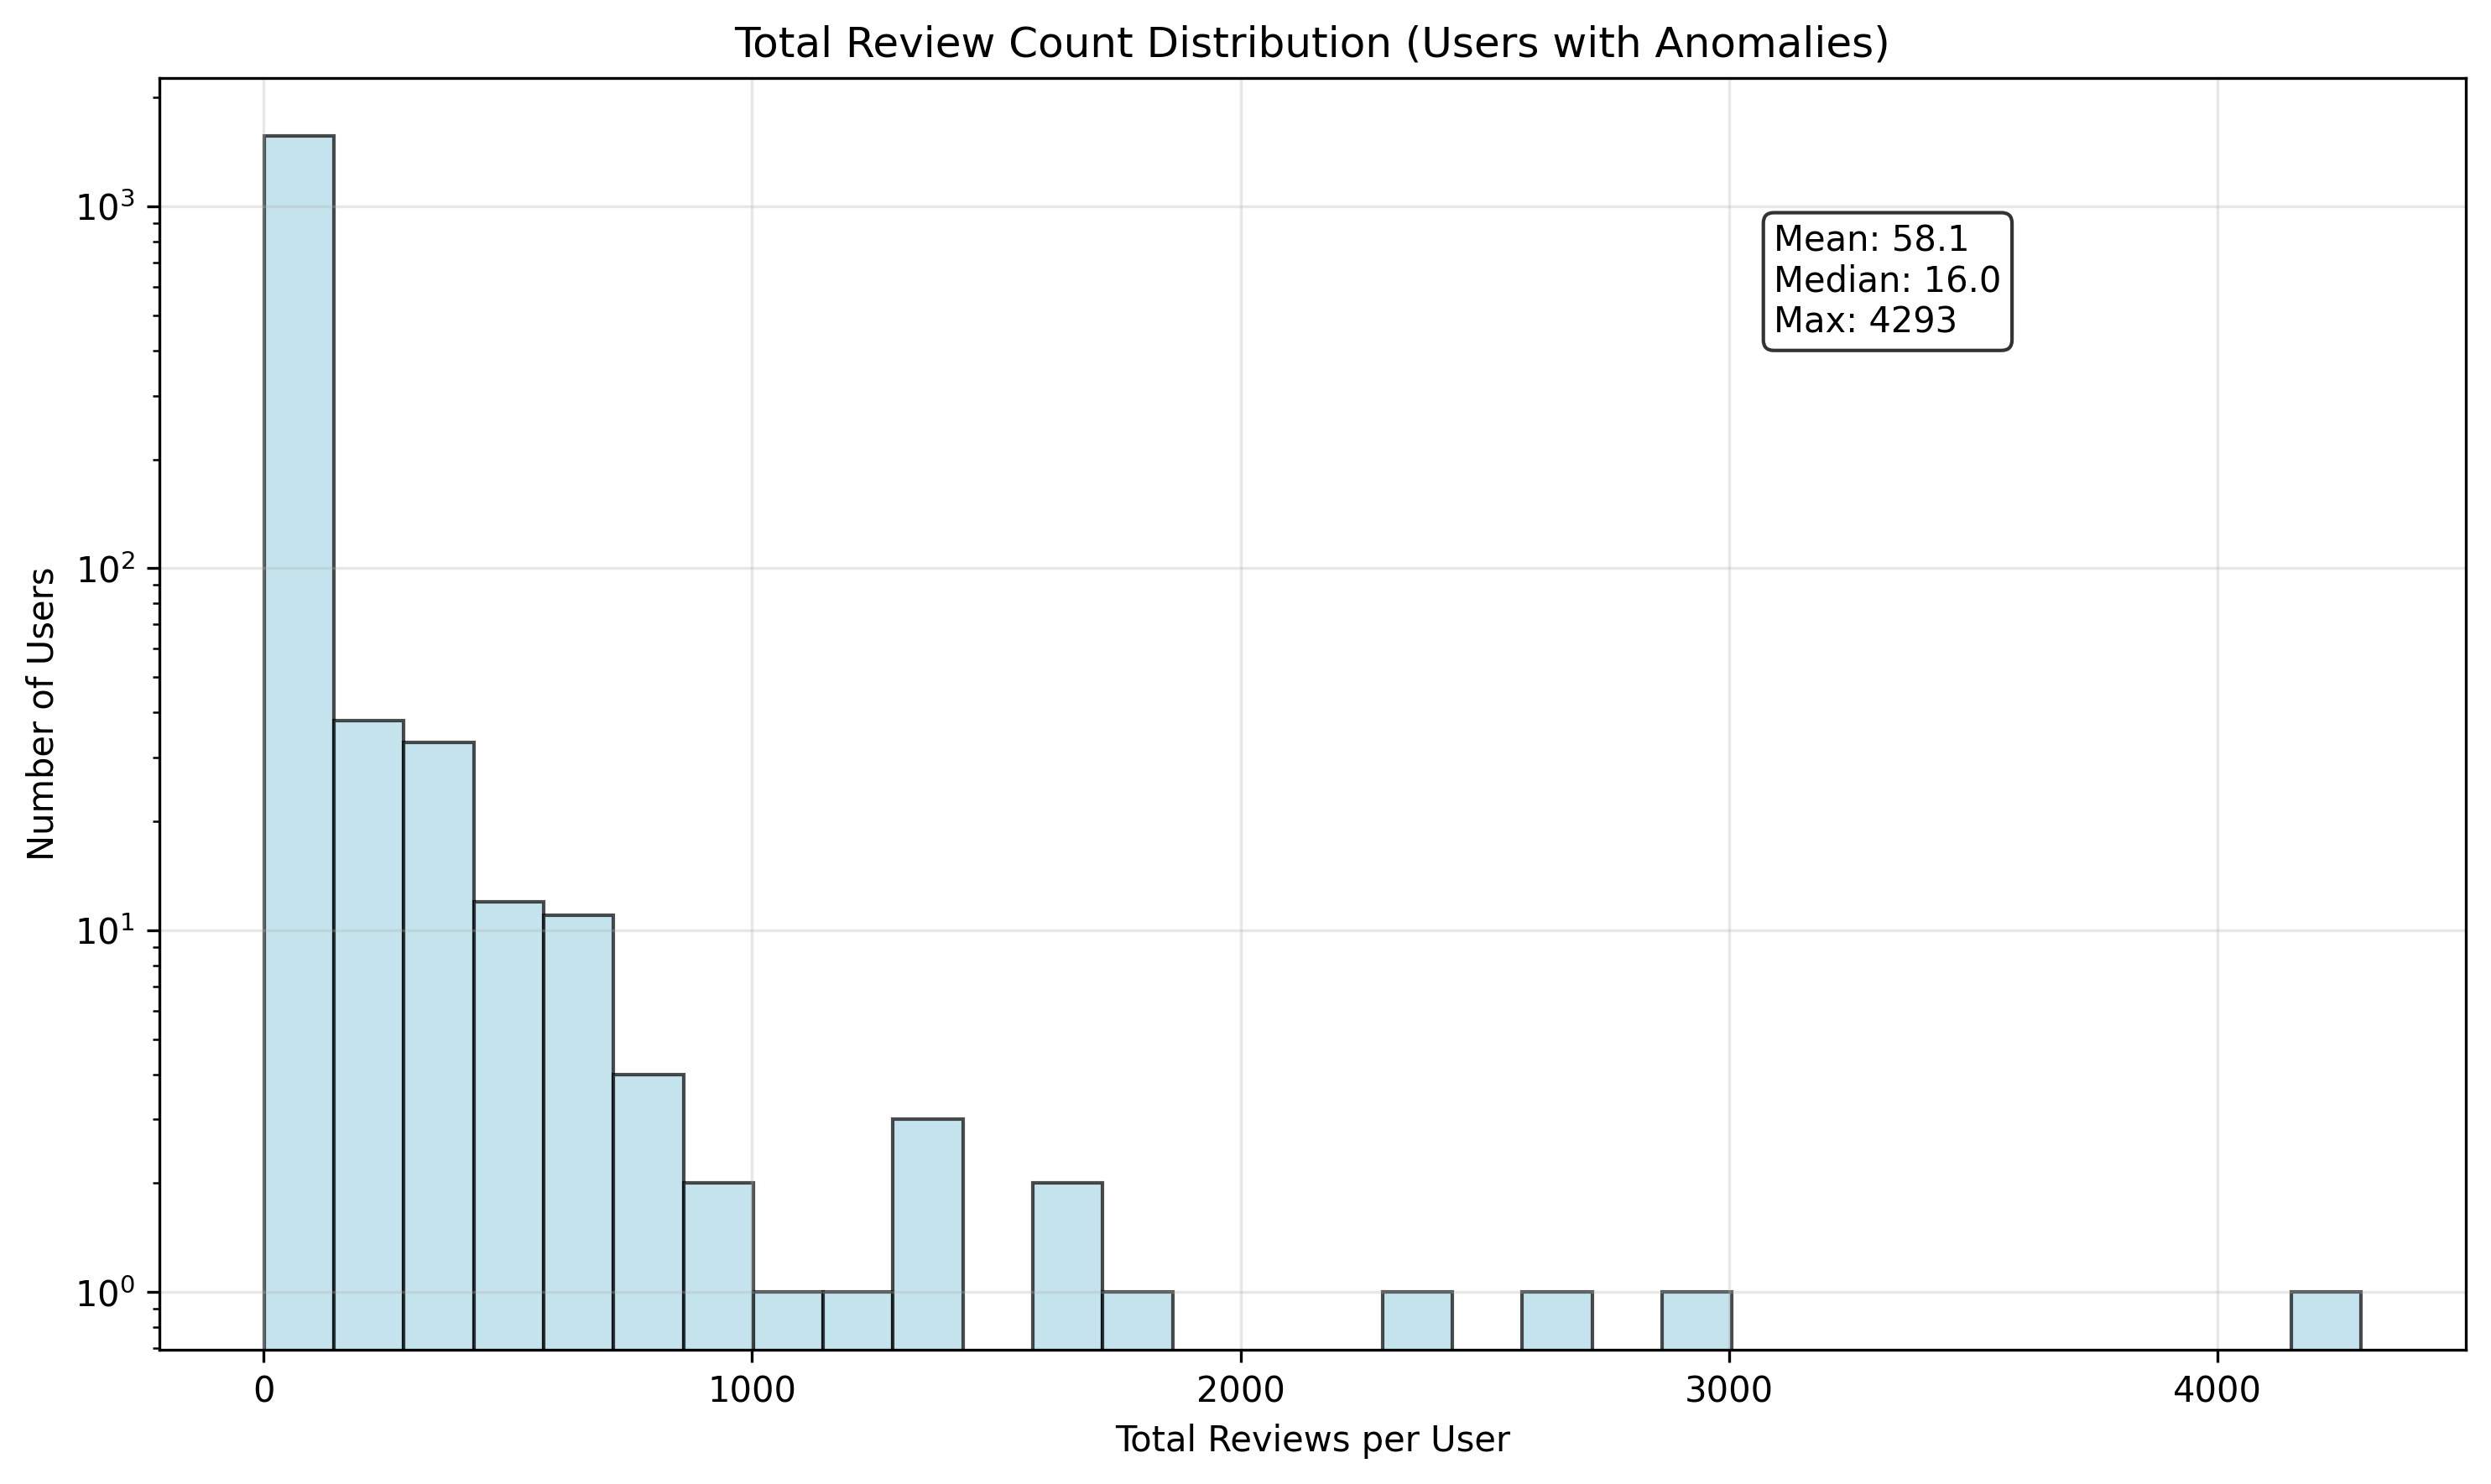 Total Review Count Distribution (Users with Anomalies)
Number of Users
10³
10²
10¹
10⁰
Mean: 58.1
Median: 16.0
Max: 4293
0 1000 2000 3000 4000
Total Reviews per User